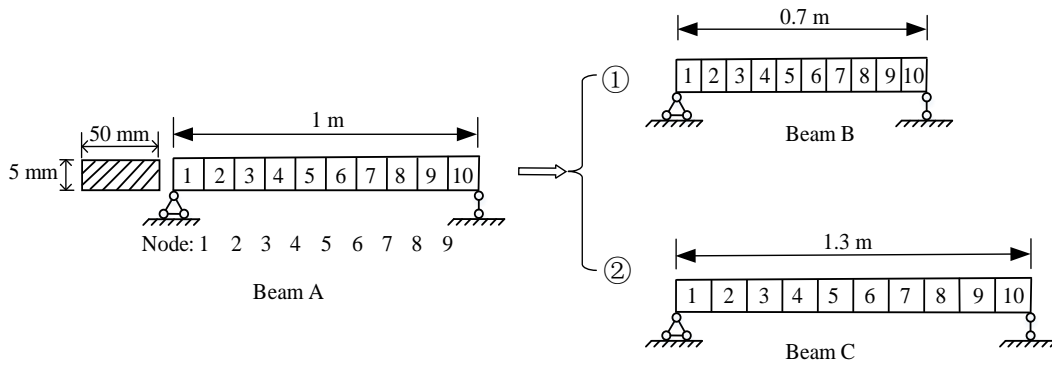 50 mm
5 mm
1 m
1 2 3 4 5 6 7 8 9 10
Node: 1 2 3 4 5 6 7 8 9
Beam A
①
0.7 m
1 2 3 4 5 6 7 8 9 10
Beam B
②
1.3 m
1 2 3 4 5 6 7 8 9 10
Beam C